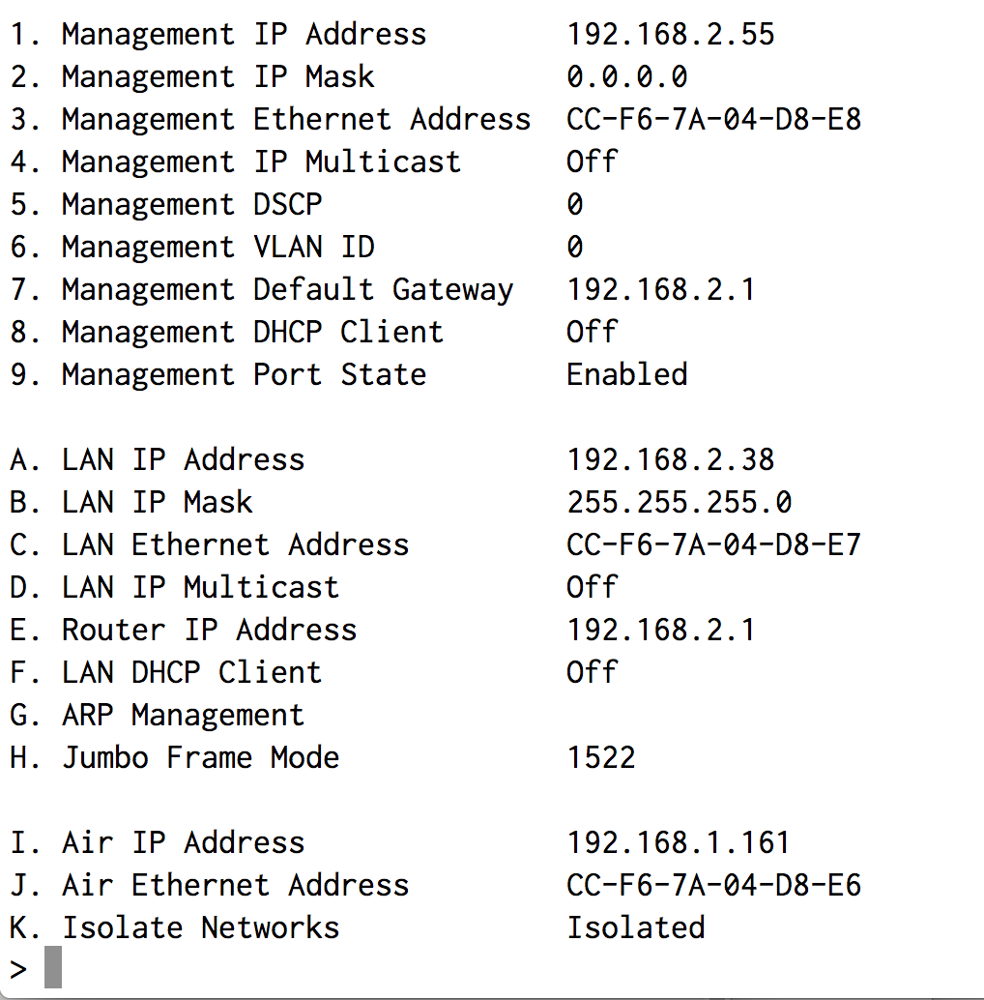 1. Management IP Address 192.168.2.55
2. Management IP Mask 0.0.0.0
3. Management Ethernet Address CC-F6-7A-04-D8-E8
4. Management IP Multicast Off
5. Management DSCP 0
6. Management VLAN ID 0
7. Management Default Gateway 192.168.2.1
8. Management DHCP Client Off
9. Management Port State Enabled
A. LAN IP Address 192.168.2.38
B. LAN IP Mask 255.255.255.0
C. LAN Ethernet Address CC-F6-7A-04-D8-E7
D. LAN IP Multicast Off
E. Router IP Address 192.168.2.1
F. LAN DHCP Client Off
G. ARP Management
H. Jumbo Frame Mode 1522
I. Air IP Address 192.168.1.161
J. Air Ethernet Address CC-F6-7A-04-D8-E6
K. Isolate Networks Isolated
>